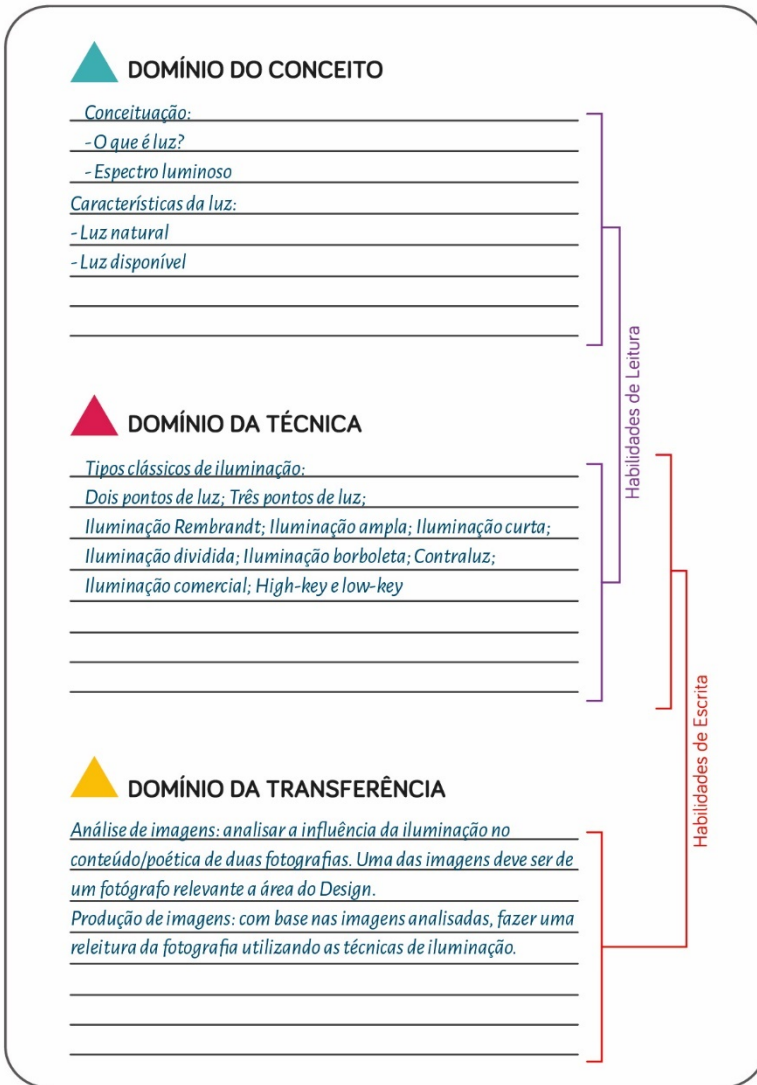 DOMÍNIO DO CONCEITO
Conceituação:
- O que é luz?
- Espectro luminoso
Características da luz:
- Luz natural
- Luz disponível
Habilidades de Leitura
DOMÍNIO DA TÉCNICA
Tipos clássicos de iluminação:
Dois pontos de luz; Três pontos de luz;
Iluminação Rembrandt; Iluminação ampla; Iluminação curta;
Iluminação dividida; Iluminação borboleta; Contraluz;
Iluminação comercial; High-key e low-key
Habilidades de Escrita
DOMÍNIO DA TRANSFERÊNCIA
Análise de imagens: analisar a influência da iluminação no
conteúdo/poética de duas fotografias. Uma das imagens deve ser de
um fotógrafo relevante a área do Design.
Produção de imagens: com base nas imagens analisadas, fazer uma
releitura da fotografia utilizando as técnicas de iluminação.